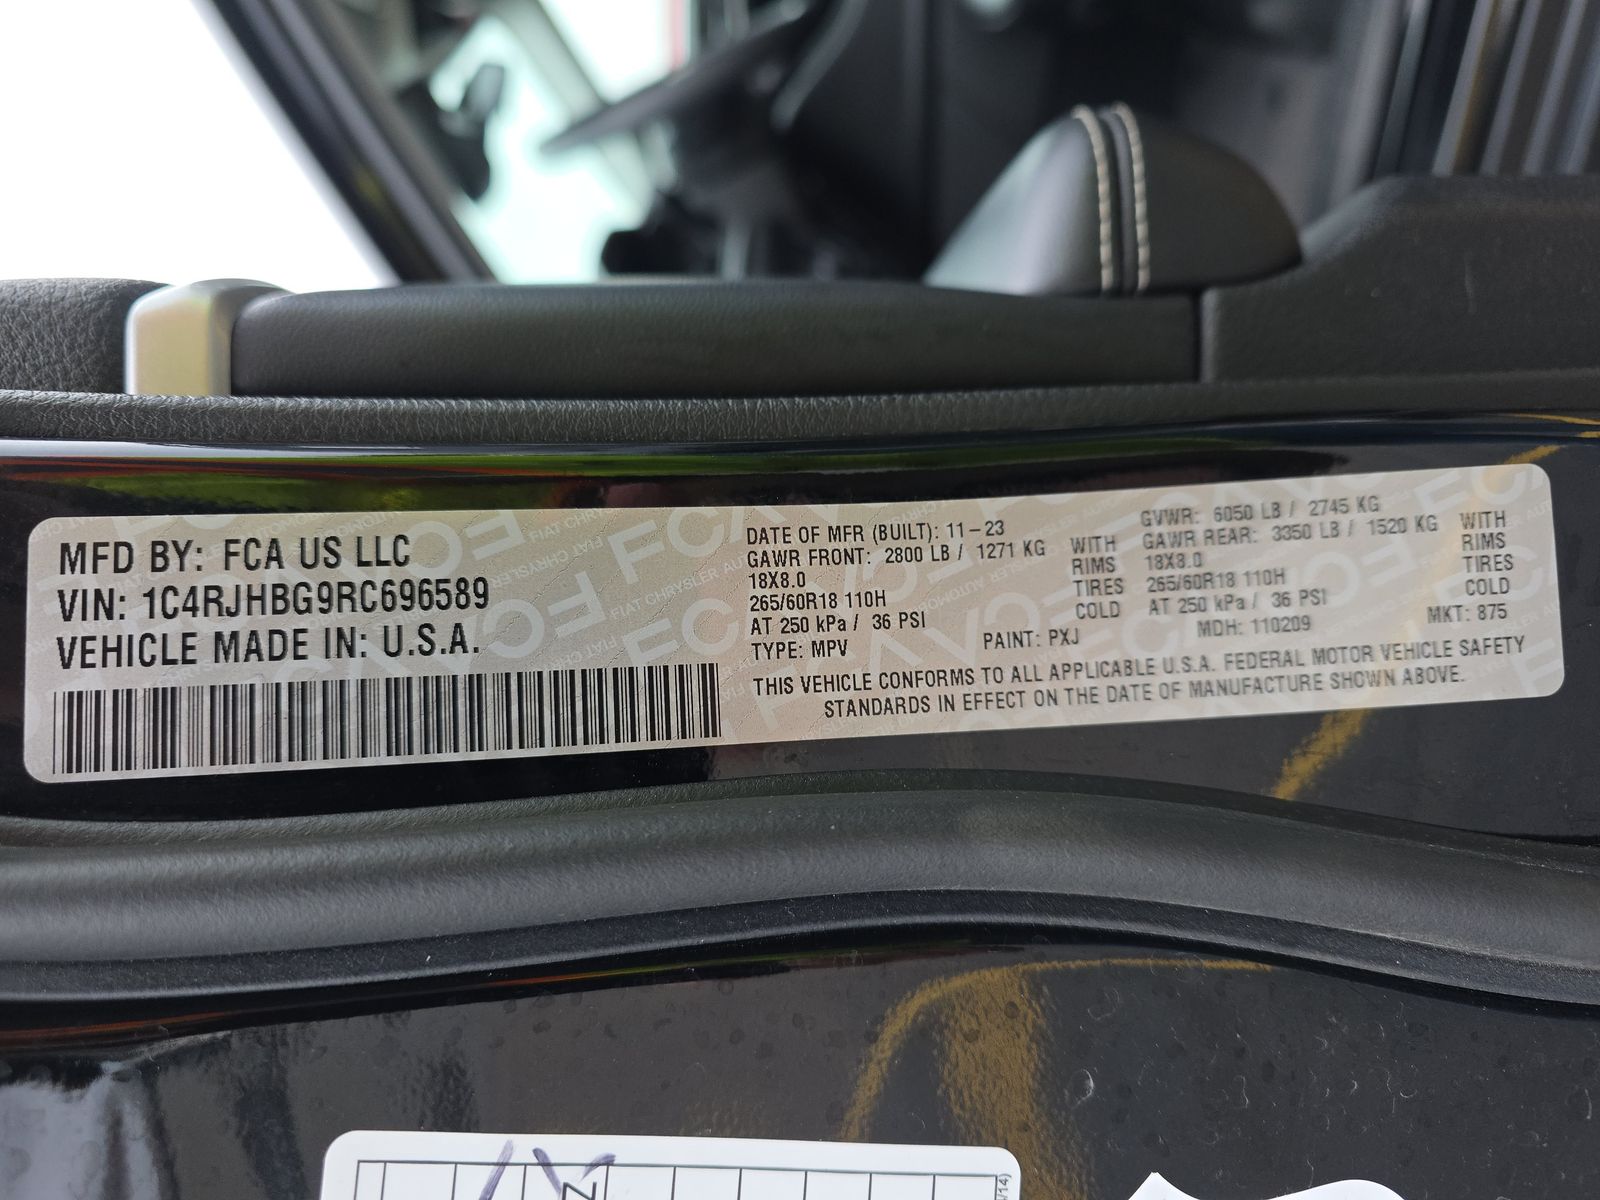 MFD BY: FCA US LLC
VIN: 1C4RJHBG9RC696589
VEHICLE MADE IN: U.S.A.
DATE OF MFR (BUILT): 11-23
GAWR FRONT: 2800 LB / 1271 KG WITH
18X8.0 RIMS
265/60R18 110H TIRES
AT 250 kPa / 36 PSI COLD
GVWR: 6050 LB / 2745 KG
GAWR REAR: 3350 LB / 1520 KG WITH
18X8.0 RIMS
265/60R18 110H TIRES
AT 250 kPa / 36 PSI COLD
TYPE: MPV PAINT: PXJ MDH: 110209 MKT: 875
THIS VEHICLE CONFORMS TO ALL APPLICABLE U.S.A. FEDERAL MOTOR VEHICLE SAFETY
STANDARDS IN EFFECT ON THE DATE OF MANUFACTURE SHOWN ABOVE.